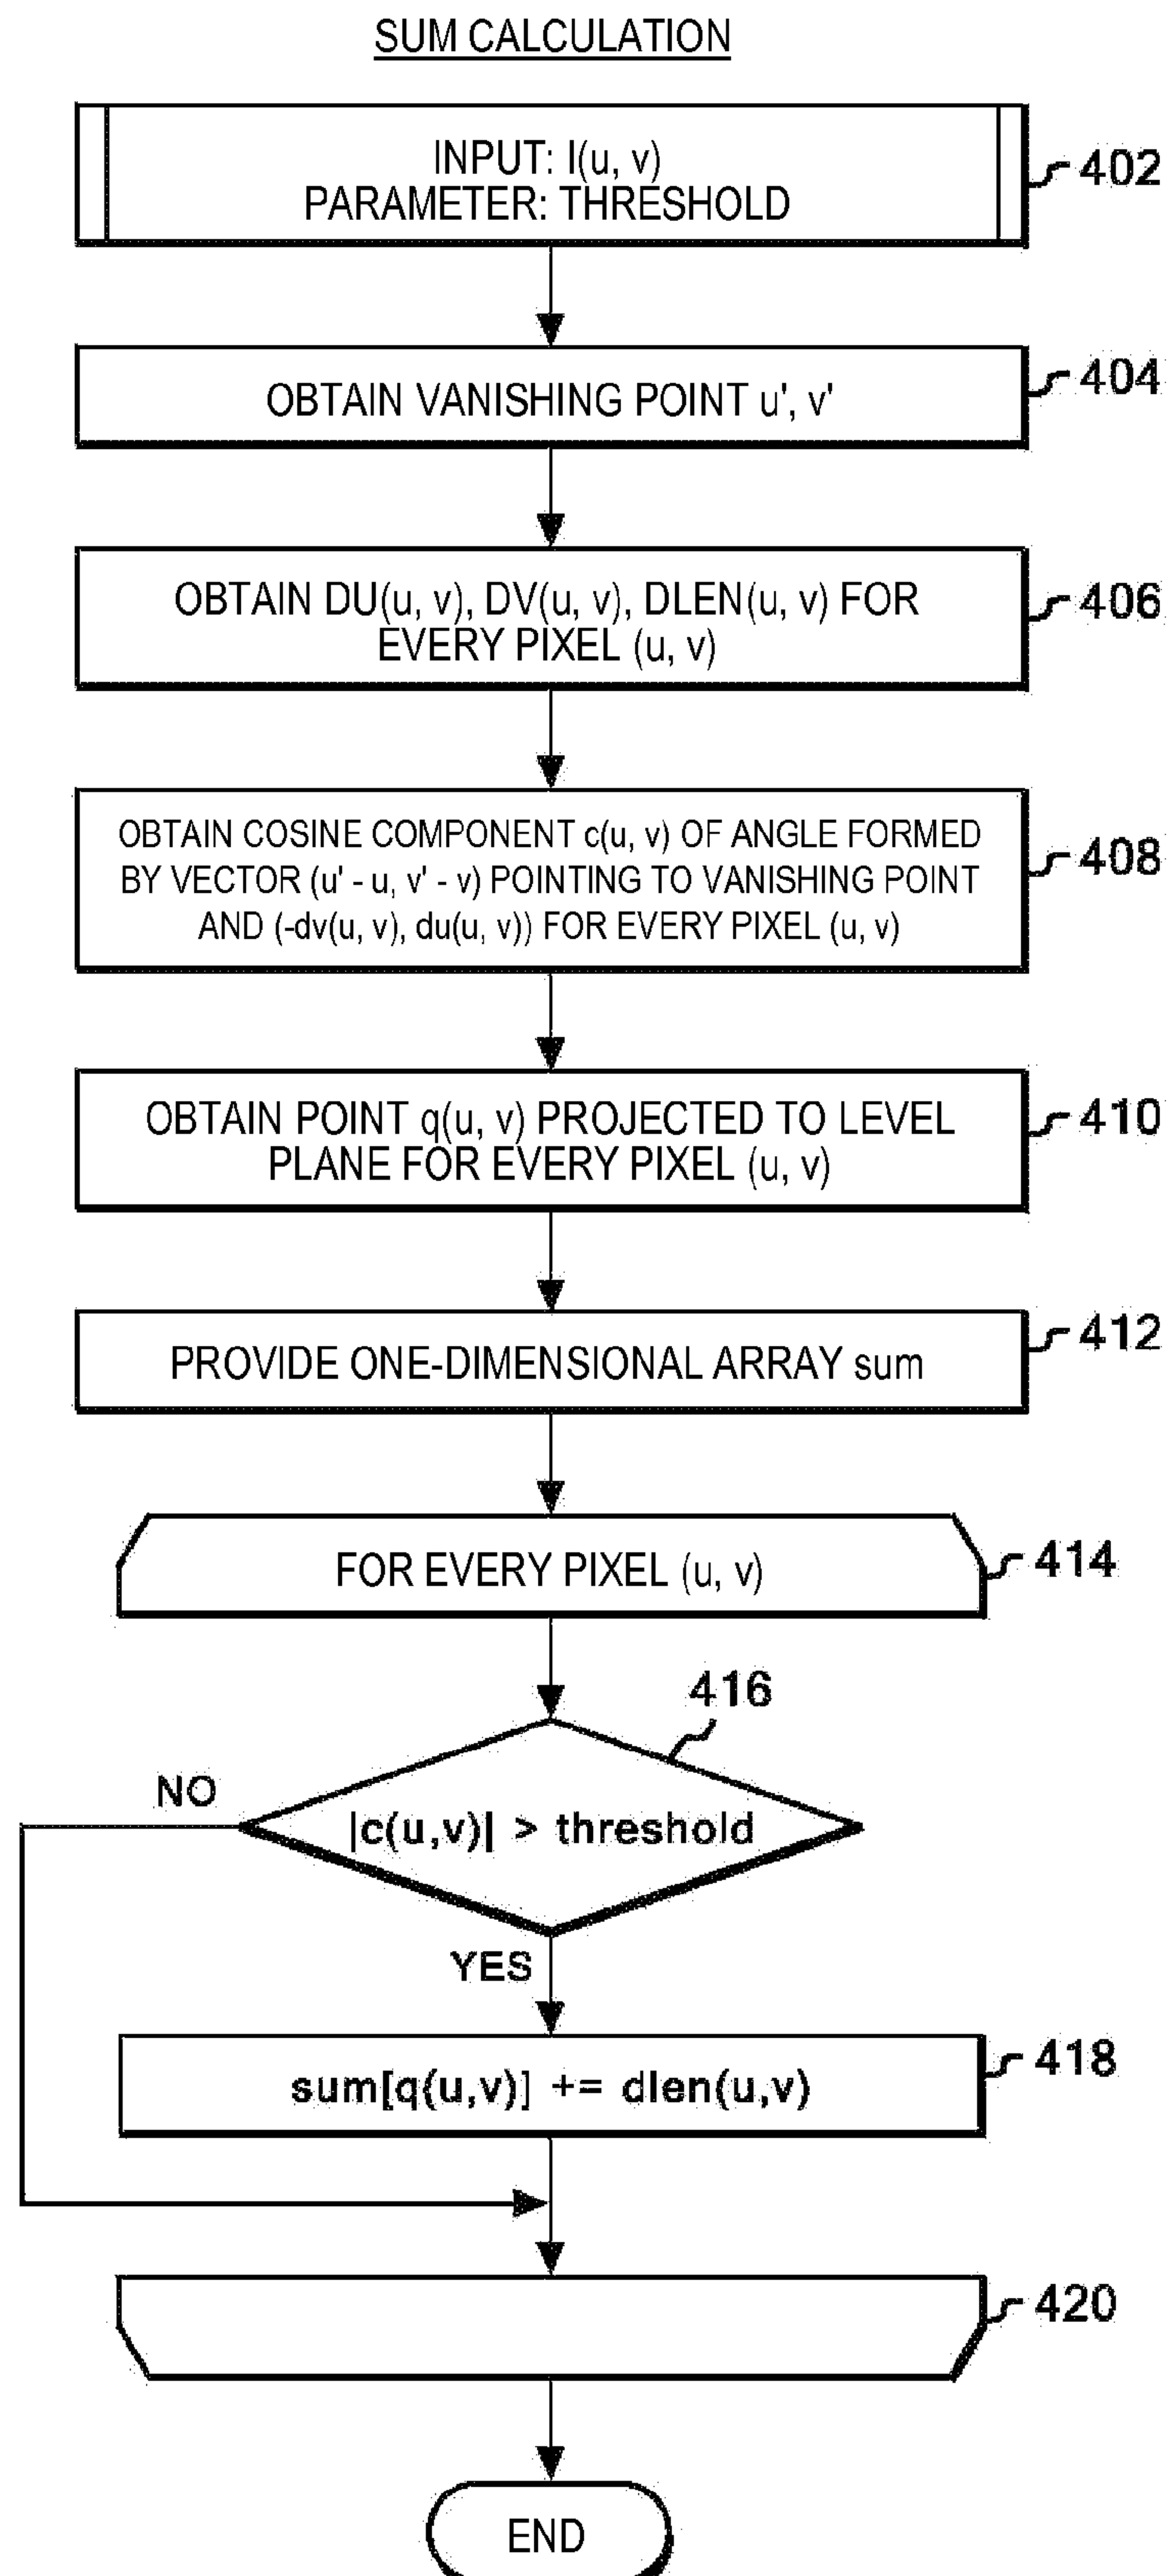 SUM CALCULATION
INPUT: I(u, v)
PARAMETER: THRESHOLD
402
OBTAIN VANISHING POINT u', v'
404
OBTAIN DU(u, v), DV(u, v), DLEN(u, v) FOR
EVERY PIXEL (u, v)
406
OBTAIN COSINE COMPONENT c(u, v) OF ANGLE FORMED
BY VECTOR (u' - u, v' - v) POINTING TO VANISHING POINT
AND (-dv(u, v), du(u, v)) FOR EVERY PIXEL (u, v)
408
OBTAIN POINT q(u, v) PROJECTED TO LEVEL
PLANE FOR EVERY PIXEL (u, v)
410
PROVIDE ONE-DIMENSIONAL ARRAY sum
412
FOR EVERY PIXEL (u, v)
414
416
NO
|c(u,v)| > threshold
YES
sum[q(u,v)] += dlen(u,v)
418
420
END